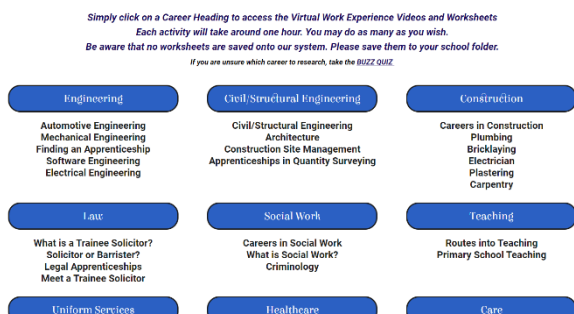 Simply click on a Career Heading to access the Virtual Work Experience Videos and Worksheets
Each activity will take around one hour. You may do as many as you wish.
Be aware that no worksheets are saved onto our system. Please save them to your school folder.
If you are unsure which career to research, take the BUZZ QUIZ
Engineering
Automotive Engineering
Mechanical Engineering
Finding an Apprenticeship
Software Engineering
Electrical Engineering
Civil/Structural Engineering
Civil/Structural Engineering
Architecture
Construction Site Management
Apprenticeships in Quantity Surveying
Construction
Careers in Construction
Plumbing
Bricklaying
Electrician
Plastering
Carpentry
Law
What is a Trainee Solicitor?
Solicitor or Barrister?
Legal Apprenticeships
Meet a Trainee Solicitor
Social Work
Careers in Social Work
What is Social Work?
Criminology
Teaching
Routes into Teaching
Primary School Teaching
Uniform Services
Healthcare
Care